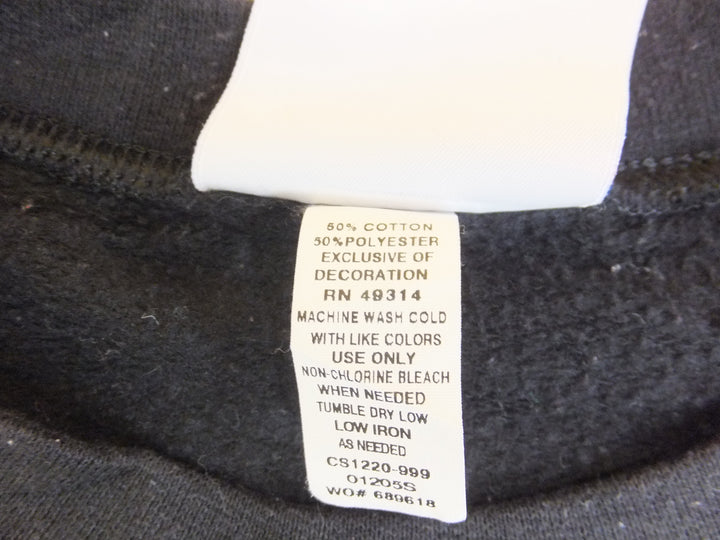 50% COTTON
50%POLYESTER
EXCLUSIVE OF
DECORATION
RN 49314
MACHINE WASH COLD
WITH LIKE COLORS
USE ONLY
NON-CHLORINE BLEACH
WHEN NEEDED
TUMBLE DRY LOW
LOW IRON
AS NEEDED
CS1220-999
01205S
WO# 689618